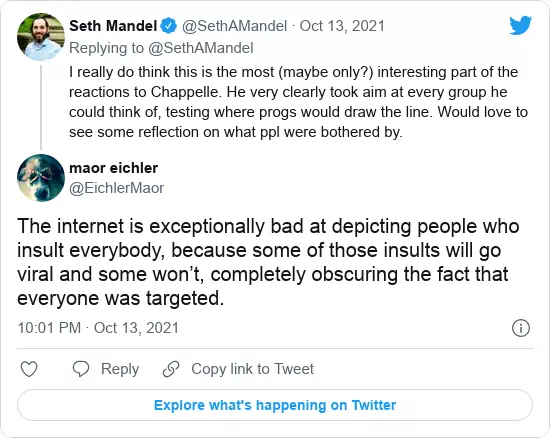 Seth Mandel @SethAMandel · Oct 13, 2021
Replying to @SethAMandel
I really do think this is the most (maybe only?) interesting part of the
reactions to Chappelle. He very clearly took aim at every group he
could think of, testing where progs would draw the line. Would love to
see some reflection on what ppl were bothered by.
maor eichler
@EichlerMaor
The internet is exceptionally bad at depicting people who
insult everybody, because some of those insults will go
viral and some won’t, completely obscuring the fact that
everyone was targeted.
10:01 PM · Oct 13, 2021
Reply Copy link to Tweet
Explore what's happening on Twitter